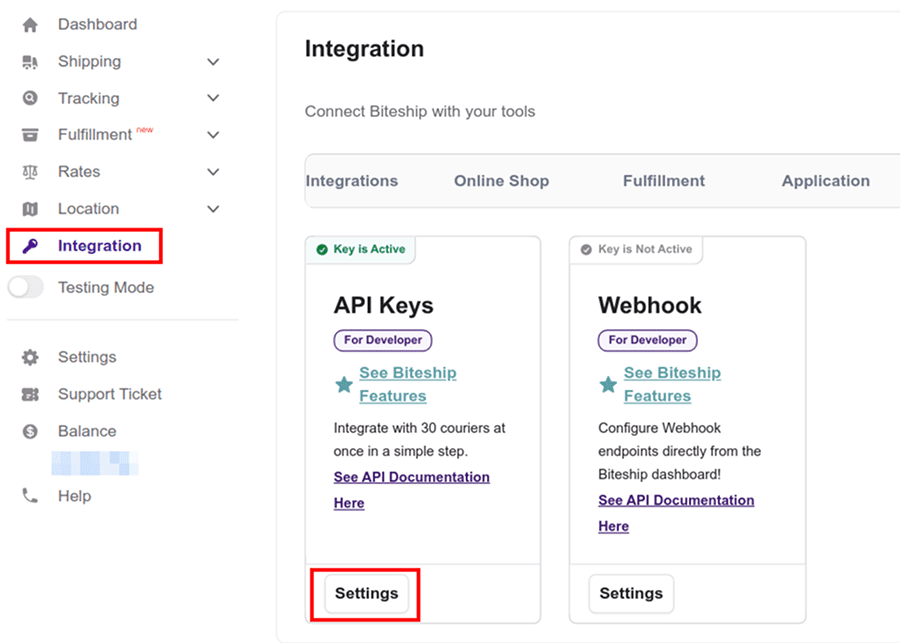 Dashboard
Shipping
Tracking
Fulfillment new
Rates
Location
Integration
Testing Mode
Settings
Support Ticket
Balance
Help
Integration
Connect Biteship with your tools
Integrations Online Shop Fulfillment Application
Key is Active
API Keys
For Developer
See Biteship
Features
Integrate with 30 couriers at
once in a simple step.
See API Documentation
Here
Settings
Key is Not Active
Webhook
For Developer
See Biteship
Features
Configure Webhook
endpoints directly from the
Biteship dashboard!
See API Documentation
Here
Settings